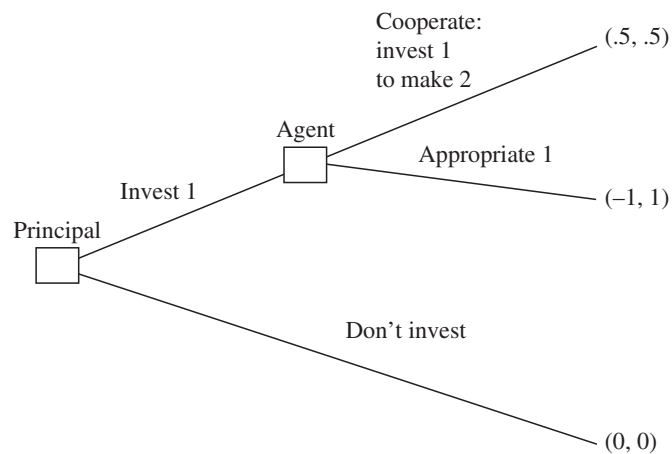 Cooperate:
invest 1
to make 2
(.5, .5)
Agent
Appropriate 1
(–1, 1)
Invest 1
Principal
Don’t invest
(0, 0)